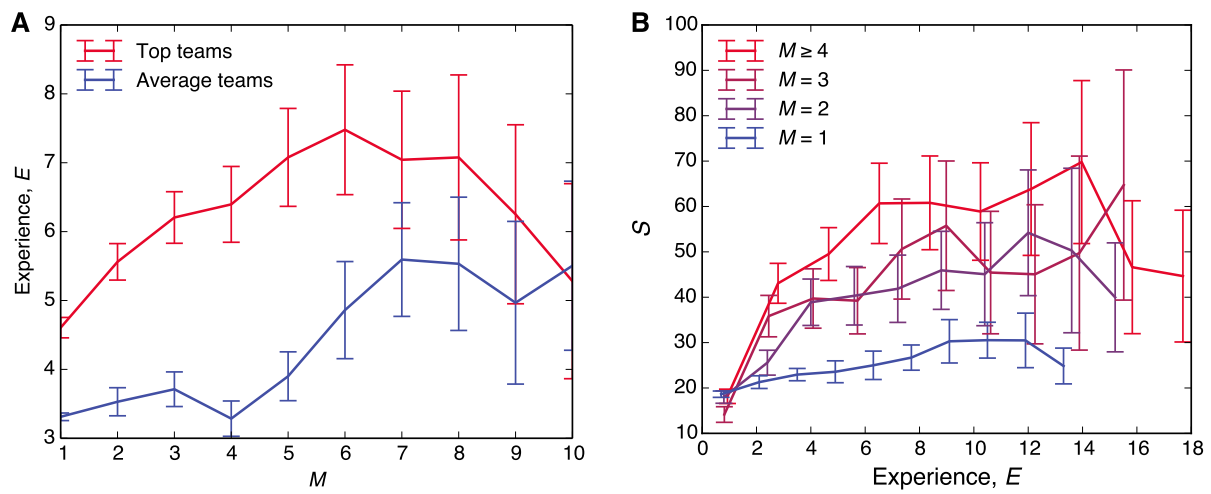 A
9
8
7
6
5
4
3
Experience, E
Top teams
Average teams
1 2 3 4 5 6 7 8 9 10
M
B
100
90
80
70
60
50
40
30
20
10
S
M ≥ 4
M = 3
M = 2
M = 1
0 2 4 6 8 10 12 14 16 18
Experience, E